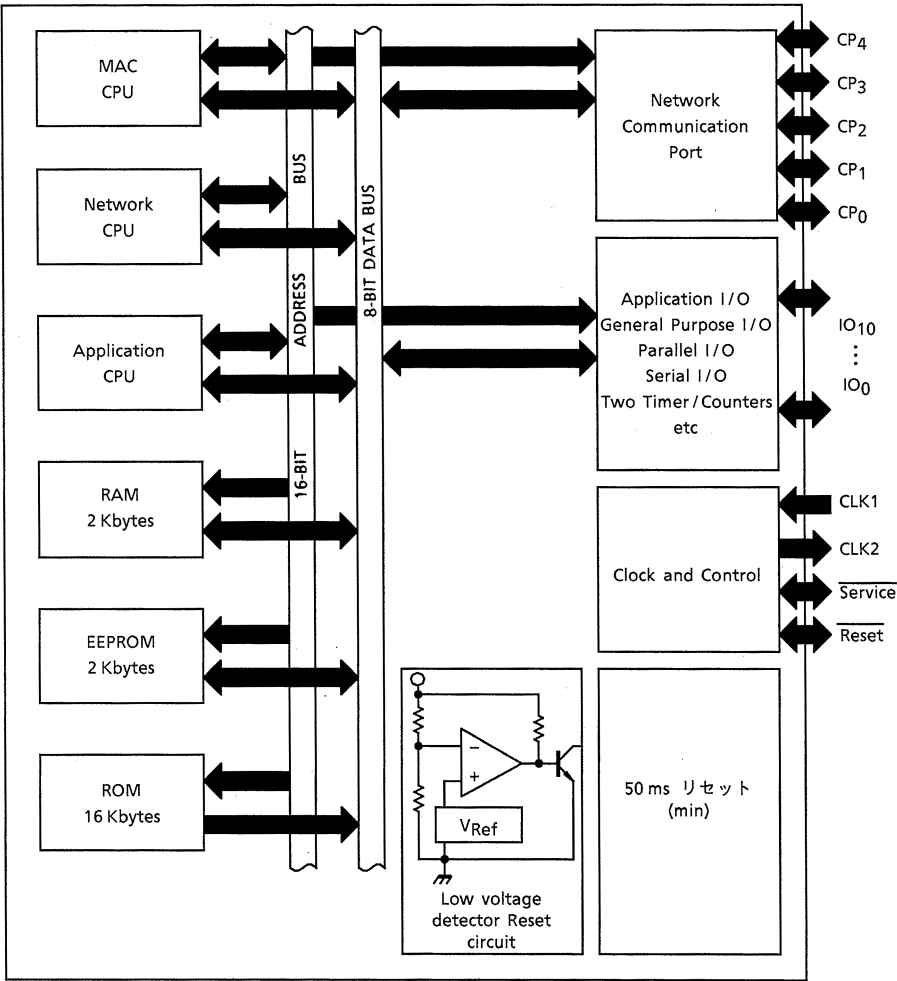 MAC
CPU
Network
CPU
Application
CPU
RAM
2 Kbytes
EEPROM
2 Kbytes
ROM
16 Kbytes
16-BIT ADDRESS BUS
8-BIT DATA BUS
Network
Communication
Port
CP4
CP3
CP2
CP1
CP0
Application I/O
General Purpose I/O
Parallel I/O
Serial I/O
Two Timer/Counters
etc
IO10
⋮
IO0
Clock and Control
CLK1
CLK2
Service
Reset
−
+
VRef
Low voltage
detector Reset
circuit
50 ms リセット
(min)